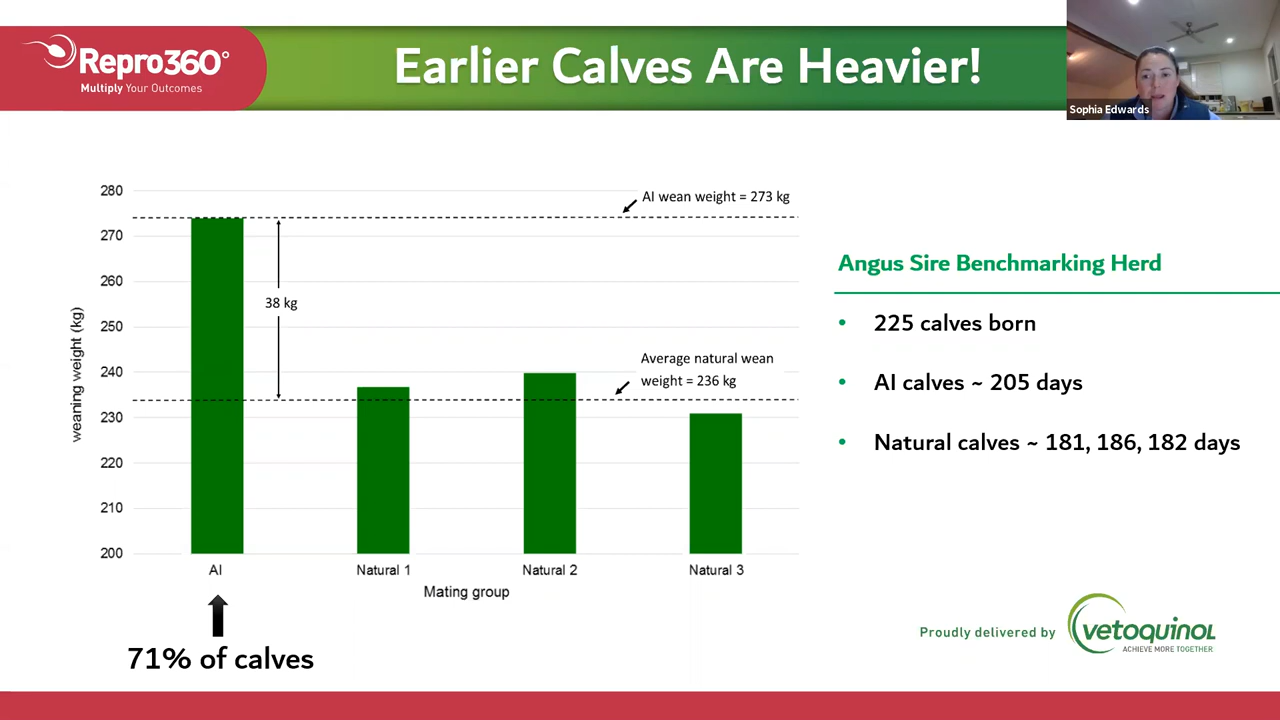 Repro360°
Multiply Your Outcomes
Earlier Calves Are Heavier!
Sophia Edwards
280
270
260
250
240
230
220
210
200
weaning weight (kg)
AI wean weight = 273 kg
38 kg
Average natural wean
weight = 236 kg
AI
Natural 1
Natural 2
Natural 3
Mating group
71% of calves
Angus Sire Benchmarking Herd
• 225 calves born
• AI calves ~ 205 days
• Natural calves ~ 181, 186, 182 days
Proudly delivered by
vetoquinol
ACHIEVE MORE TOGETHER